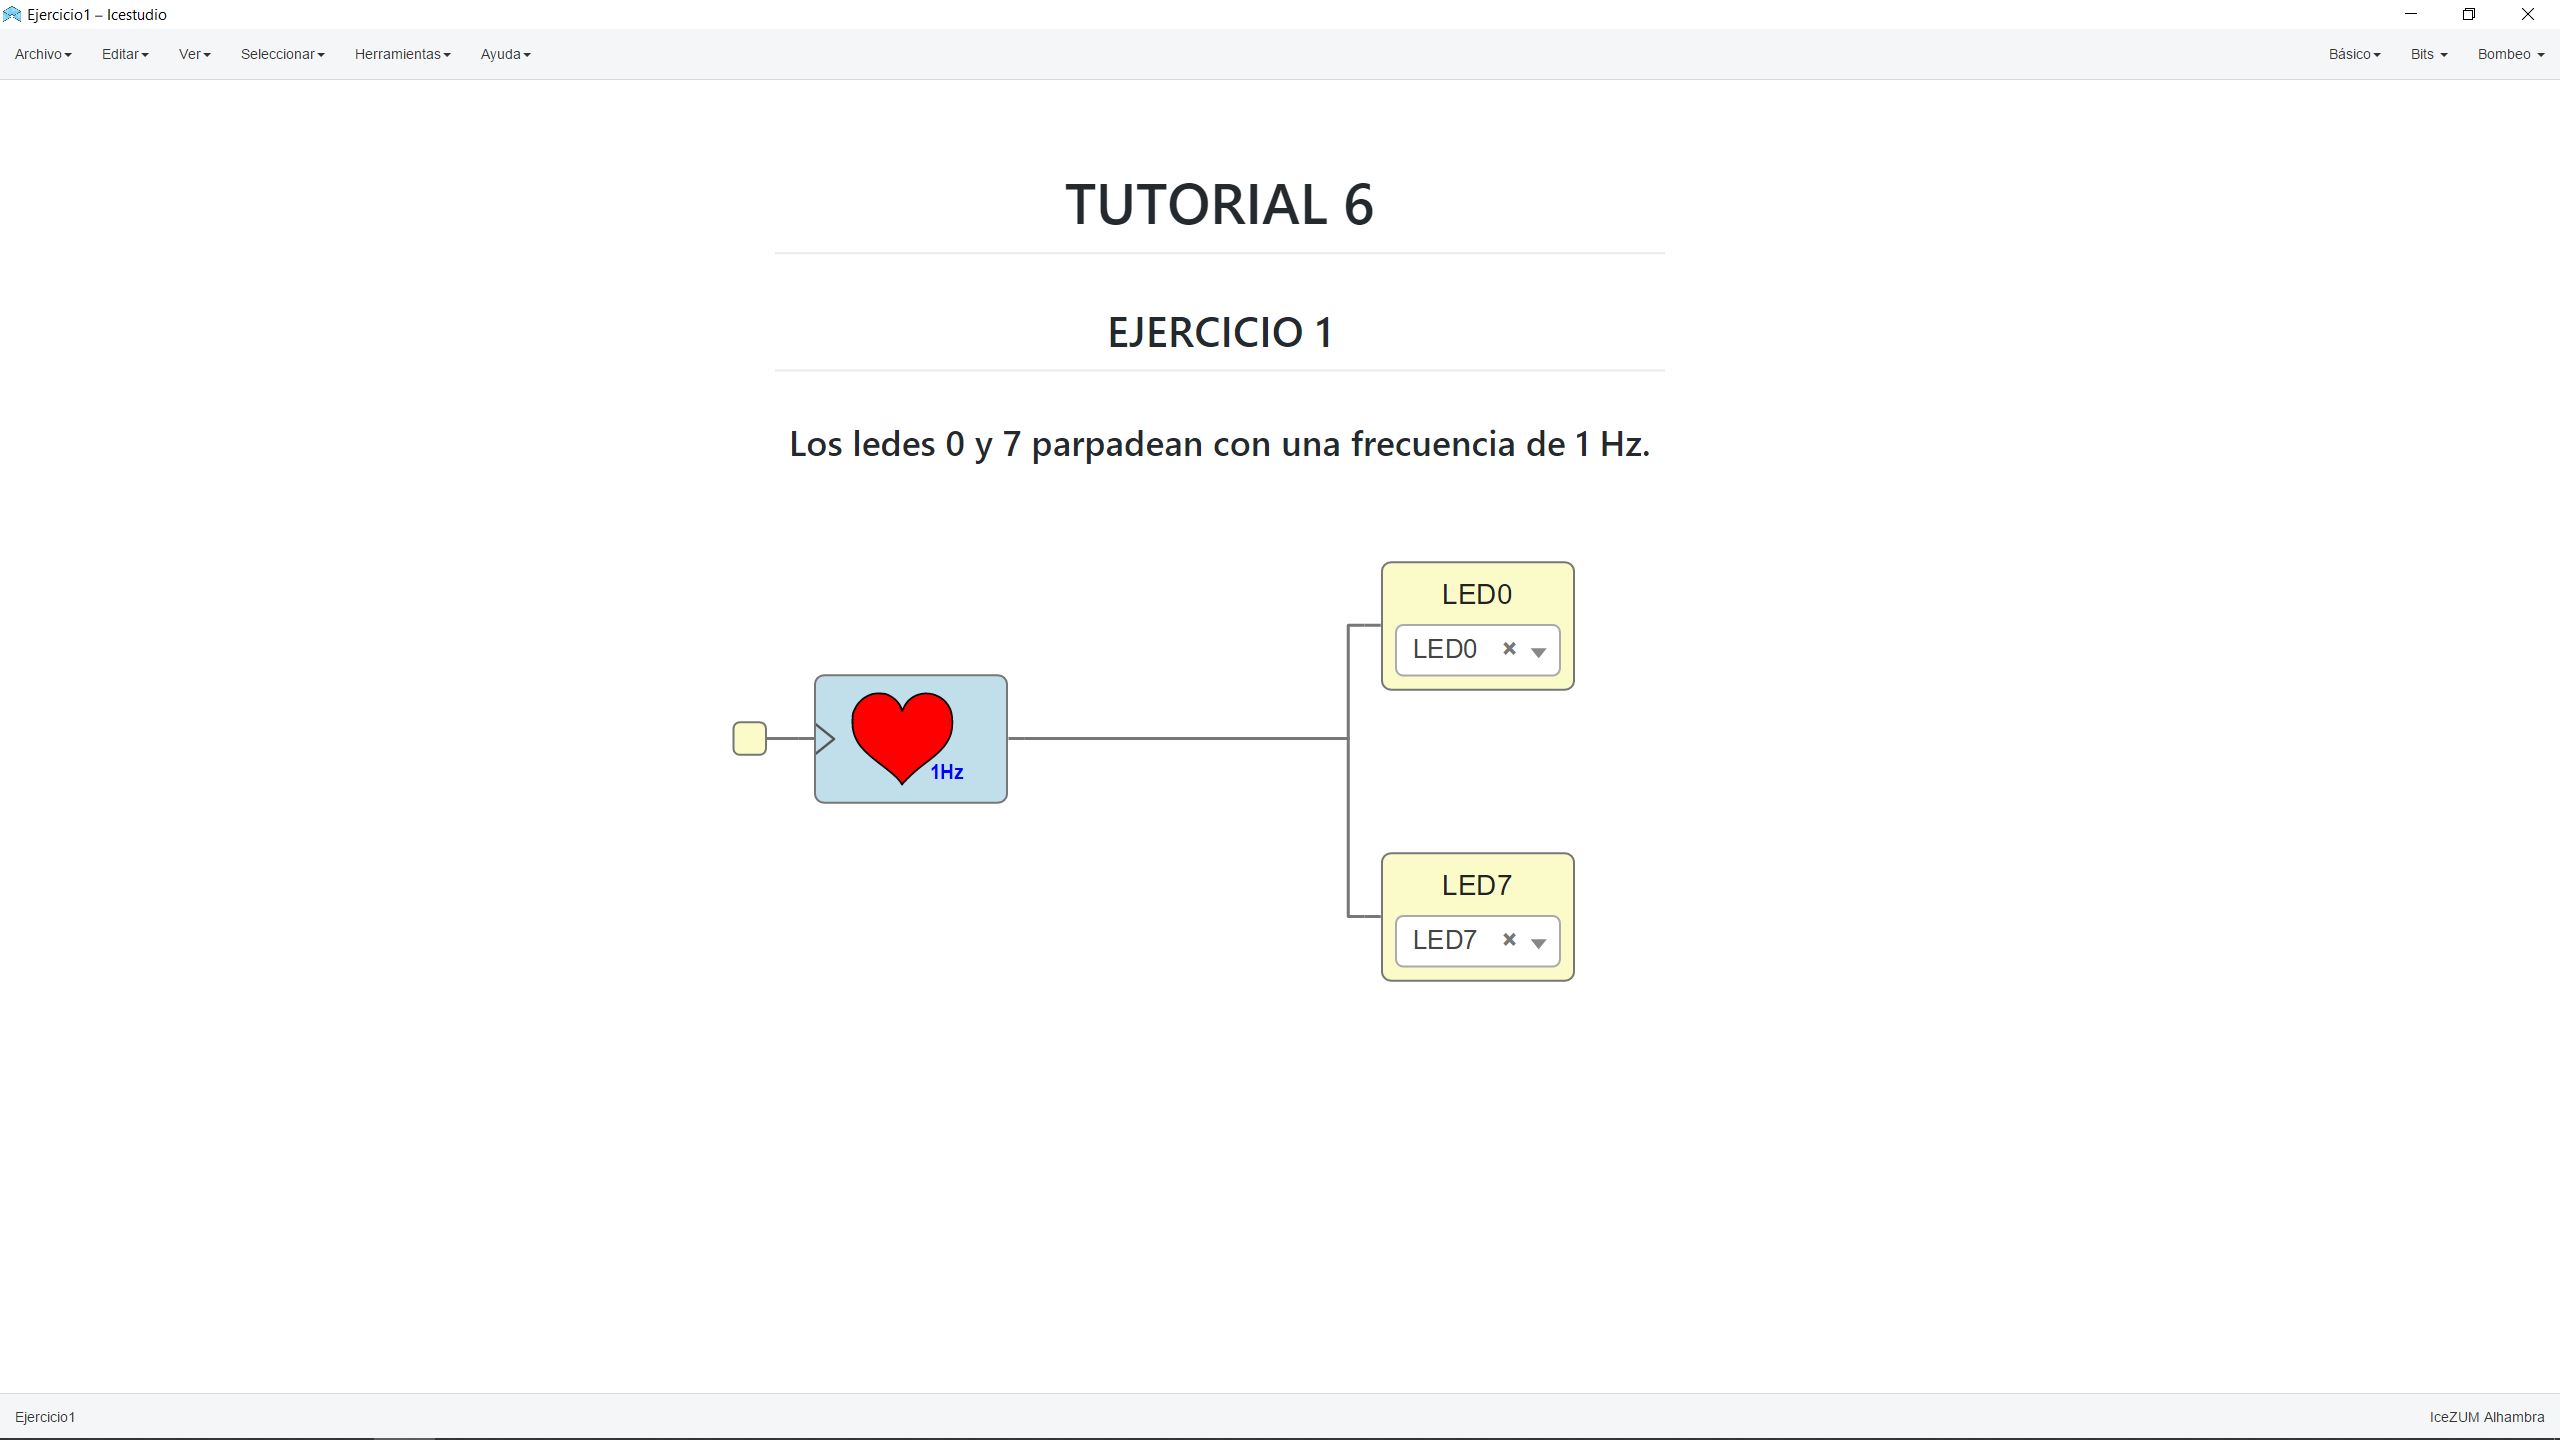 Ejercicio1 – Icestudio
Archivo Editar Ver Seleccionar Herramientas Ayuda Básico Bits Bombeo
TUTORIAL 6
EJERCICIO 1
Los ledes 0 y 7 parpadean con una frecuencia de 1 Hz.
LED0
LED0
1Hz
LED7
LED7
Ejercicio1 IceZUM Alhambra